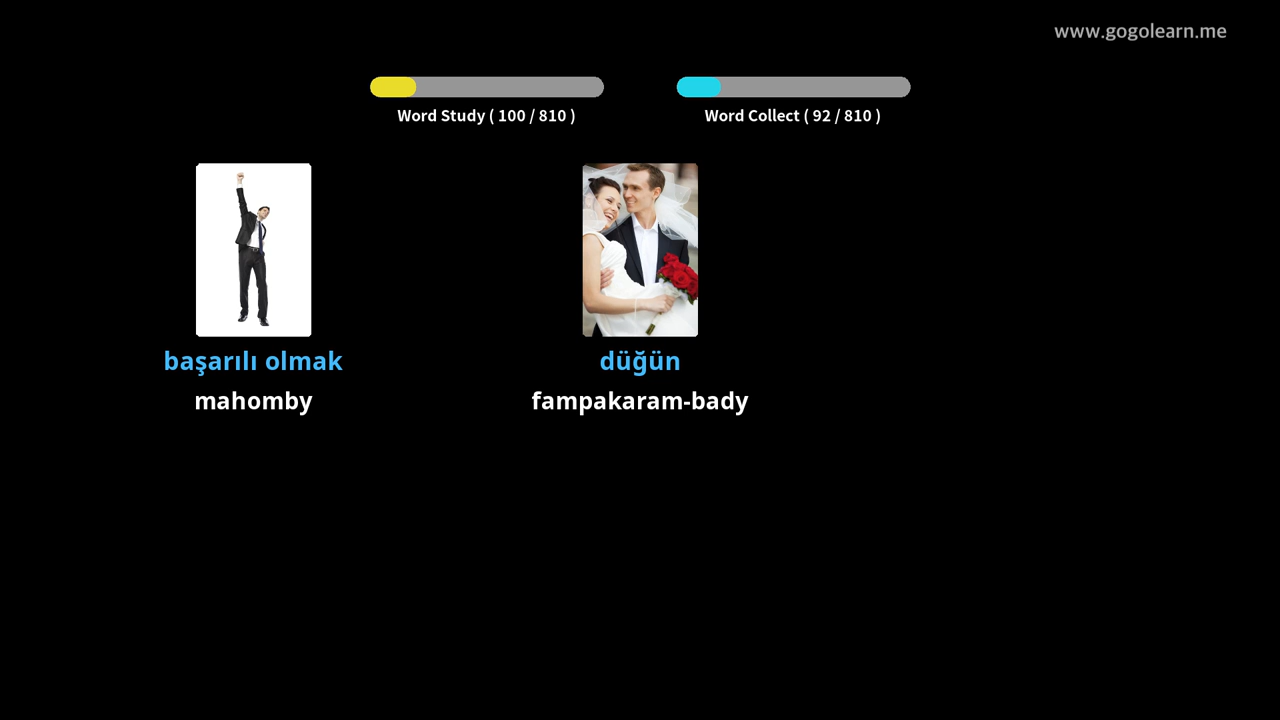 www.gogolearn.me
Word Study ( 100 / 810 )
Word Collect ( 92 / 810 )
başarılı olmak
mahomby
düğün
fampakaram-bady